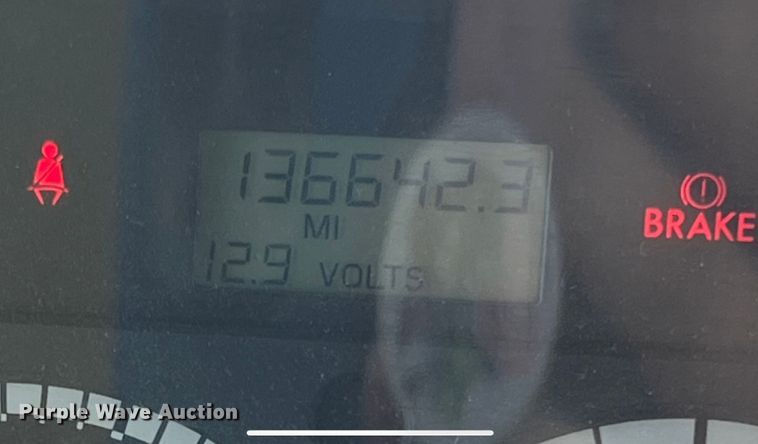 136642.3
MI
12.9 VOLTS
BRAKE
Purple Wave Auction